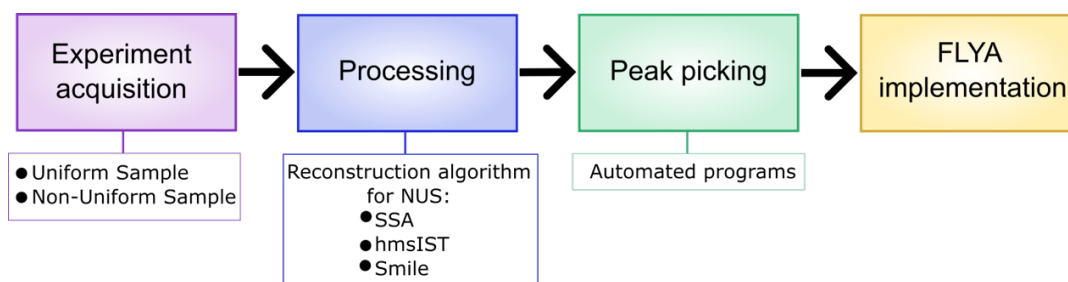 Experiment
acquisition
Processing
Peak picking
FLYA
implementation
● Uniform Sample
● Non-Uniform Sample
Reconstruction algorithm
for NUS:
● SSA
● hmsIST
● Smile
Automated programs